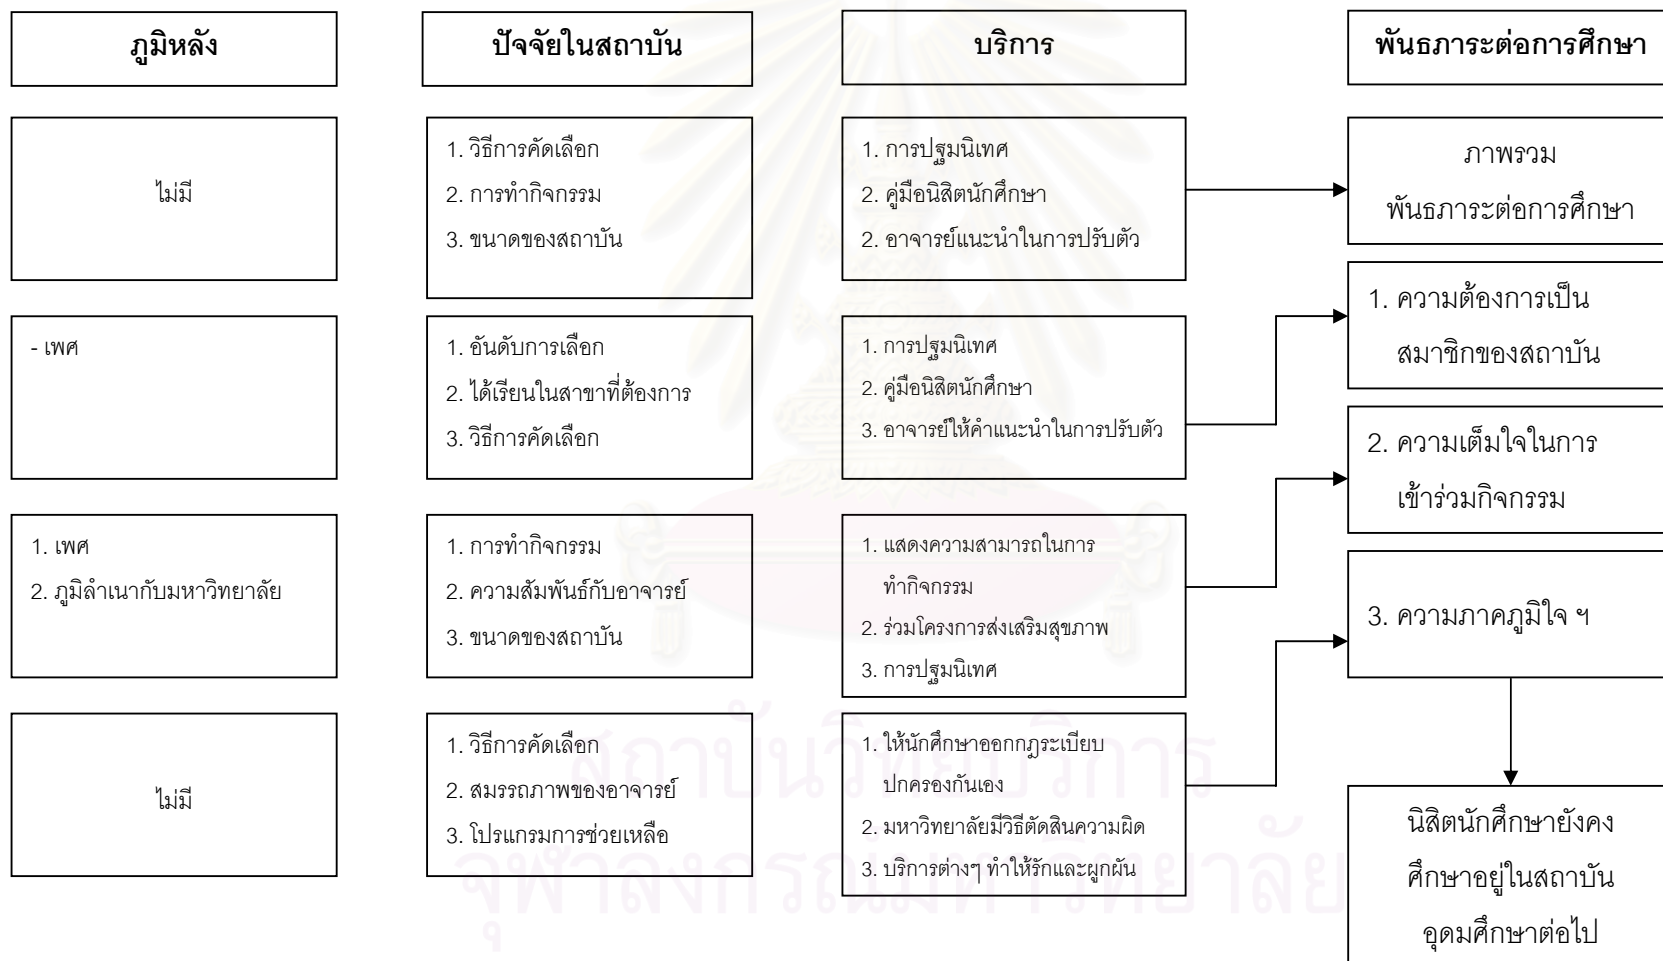 ภูมิหลัง
ปัจจัยในสถาบัน
บริการ
พันธภาระต่อการศึกษา
ไม่มี
1. วิธีการคัดเลือก
2. การทำกิจกรรม
3. ขนาดของสถาบัน
1. การปฐมนิเทศ
2. คู่มือนิสิตนักศึกษา
2. อาจารย์แนะนำในการปรับตัว
ภาพรวม
พันธภาระต่อการศึกษา
- เพศ
1. อันดับการเลือก
2. ได้เรียนในสาขาที่ต้องการ
3. วิธีการคัดเลือก
1. การปฐมนิเทศ
2. คู่มือนิสิตนักศึกษา
3. อาจารย์ให้คำแนะนำในการปรับตัว
1. ความต้องการเป็น
สมาชิกของสถาบัน
1. เพศ
2. ภูมิลำเนากับมหาวิทยาลัย
1. การทำกิจกรรม
2. ความสัมพันธ์กับอาจารย์
3. ขนาดของสถาบัน
1. แสดงความสามารถในการ
ทำกิจกรรม
2. ร่วมโครงการส่งเสริมสุขภาพ
3. การปฐมนิเทศ
2. ความเต็มใจในการ
เข้าร่วมกิจกรรม
ไม่มี
1. วิธีการคัดเลือก
2. สมรรถภาพของอาจารย์
3. โปรแกรมการช่วยเหลือ
1. ให้นักศึกษาออกกฎระเบียบ
ปกครองกันเอง
2. มหาวิทยาลัยมีวิธีตัดสินความผิด
3. บริการต่างๆ ทำให้รักและผูกผัน
3. ความภาคภูมิใจ ฯ
นิสิตนักศึกษายังคง
ศึกษาอยู่ในสถาบัน
อุดมศึกษาต่อไป
สถาบันวิทยบริการ
จุฬาลงกรณ์มหาวิทยาลัย